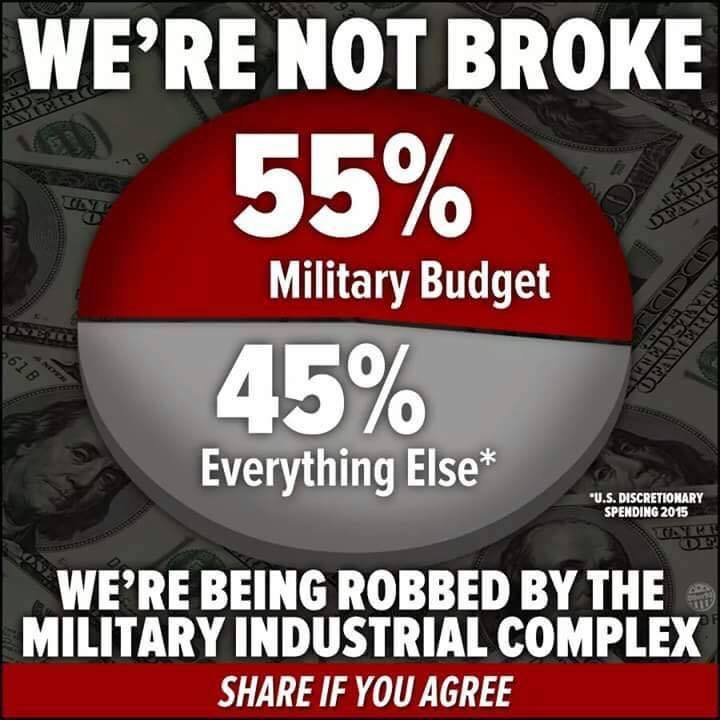 WE'RE NOT BROKE
55%
Military Budget
45%
Everything Else*
*U.S. DISCRETIONARY
SPENDING 2015
WE'RE BEING ROBBED BY THE
MILITARY INDUSTRIAL COMPLEX
SHARE IF YOU AGREE